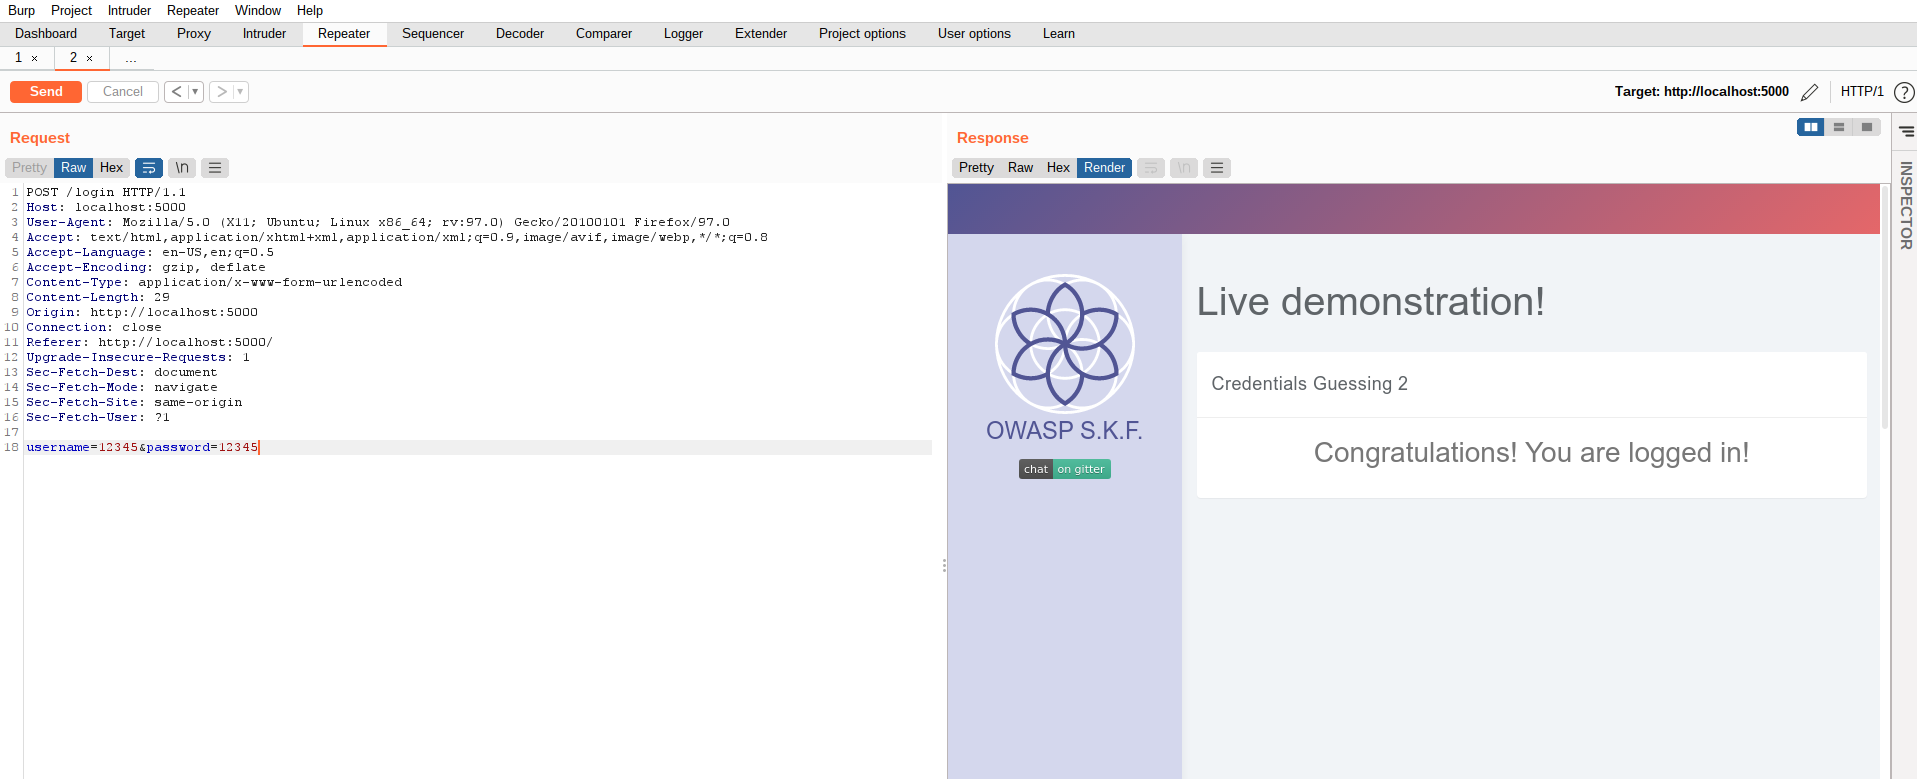 Burp Project Intruder Repeater Window Help
Dashboard Target Proxy Intruder Repeater Sequencer Decoder Comparer Logger Extender Project options User options Learn
1 × 2 × ...
Send Cancel < > Target: http://localhost:5000 HTTP/1 ?
Request
Pretty Raw Hex \n
1 POST /login HTTP/1.1
2 Host: localhost:5000
3 User-Agent: Mozilla/5.0 (X11; Ubuntu; Linux x86_64; rv:97.0) Gecko/20100101 Firefox/97.0
4 Accept: text/html,application/xhtml+xml,application/xml;q=0.9,image/avif,image/webp,*/*;q=0.8
5 Accept-Language: en-US,en;q=0.5
6 Accept-Encoding: gzip, deflate
7 Content-Type: application/x-www-form-urlencoded
8 Content-Length: 29
9 Origin: http://localhost:5000
10 Connection: close
11 Referer: http://localhost:5000/
12 Upgrade-Insecure-Requests: 1
13 Sec-Fetch-Dest: document
14 Sec-Fetch-Mode: navigate
15 Sec-Fetch-Site: same-origin
16 Sec-Fetch-User: ?1
17
18 username=12345&password=12345
Response
Pretty Raw Hex Render \n
OWASP S.K.F.
chat on gitter
Live demonstration!
Credentials Guessing 2
Congratulations! You are logged in!
INSPECTOR